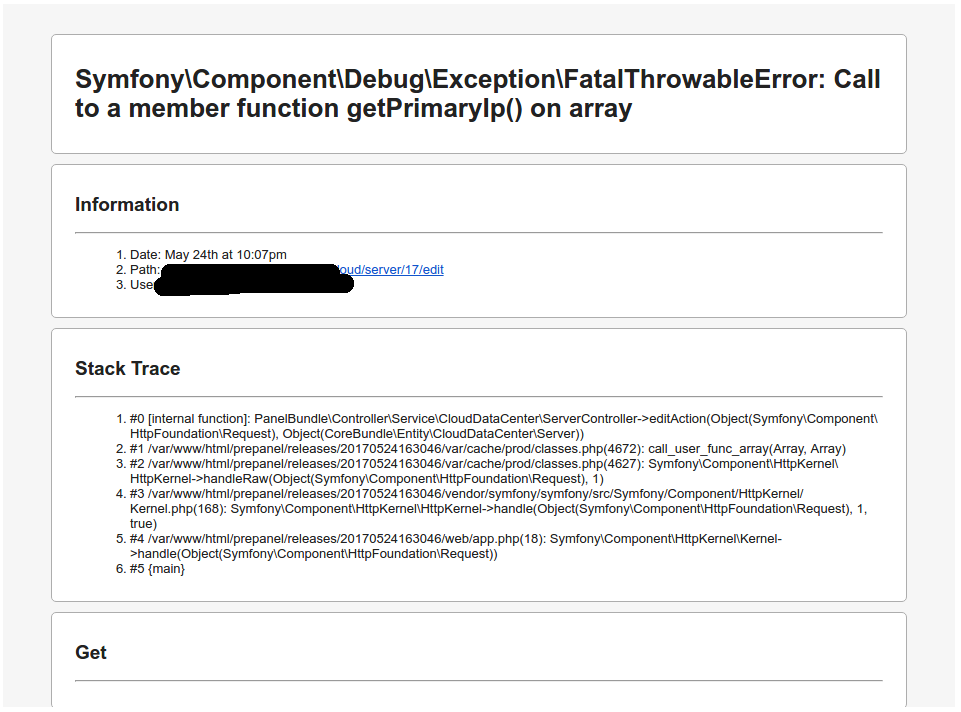 Symfony\Component\Debug\Exception\FatalThrowableError: Call
to a member function getPrimaryIp() on array
Information
1. Date: May 24th at 10:07pm
2. Path: oud/server/17/edit
3. Use
Stack Trace
1. #0 [internal function]: PanelBundle\Controller\Service\CloudDataCenter\ServerController->editAction(Object(Symfony\Component\
HttpFoundation\Request), Object(CoreBundle\Entity\CloudDataCenter\Server))
2. #1 /var/www/html/prepanel/releases/20170524163046/var/cache/prod/classes.php(4672): call_user_func_array(Array, Array)
3. #2 /var/www/html/prepanel/releases/20170524163046/var/cache/prod/classes.php(4627): Symfony\Component\HttpKernel\
HttpKernel->handleRaw(Object(Symfony\Component\HttpFoundation\Request), 1)
4. #3 /var/www/html/prepanel/releases/20170524163046/vendor/symfony/symfony/src/Symfony/Component/HttpKernel/
Kernel.php(168): Symfony\Component\HttpKernel\HttpKernel->handle(Object(Symfony\Component\HttpFoundation\Request), 1,
true)
5. #4 /var/www/html/prepanel/releases/20170524163046/web/app.php(18): Symfony\Component\HttpKernel\Kernel-
>handle(Object(Symfony\Component\HttpFoundation\Request))
6. #5 {main}
Get